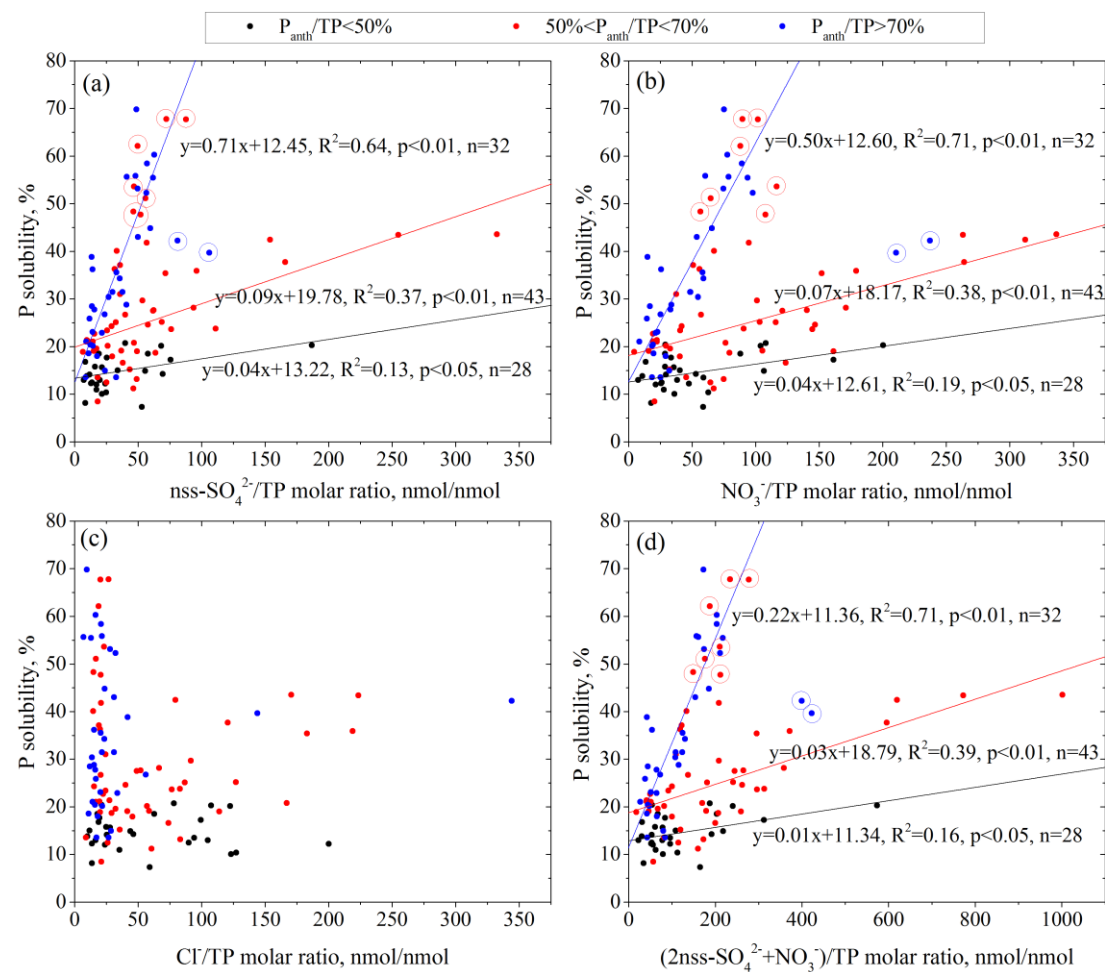 P_anth/TP<50% 50%<P_anth/TP<70% P_anth/TP>70%
(a)
y=0.71x+12.45, R²=0.64, p<0.01, n=32
y=0.09x+19.78, R²=0.37, p<0.01, n=43
y=0.04x+13.22, R²=0.13, p<0.05, n=28
P solubility, %
80
70
60
50
40
30
20
10
0
0 50 100 150 200 250 300 350
nss-SO₄²⁻/TP molar ratio, nmol/nmol
(b)
y=0.50x+12.60, R²=0.71, p<0.01, n=32
y=0.07x+18.17, R²=0.38, p<0.01, n=43
y=0.04x+12.61, R²=0.19, p<0.05, n=28
P solubility, %
80
70
60
50
40
30
20
10
0
0 50 100 150 200 250 300 350
NO₃⁻/TP molar ratio, nmol/nmol
(c)
P solubility, %
80
70
60
50
40
30
20
10
0
0 25 50 75 100 125 150 175 200 225 250 275 300 325 350
Cl⁻/TP molar ratio, nmol/nmol
(d)
y=0.22x+11.36, R²=0.71, p<0.01, n=32
y=0.03x+18.79, R²=0.39, p<0.01, n=43
y=0.01x+11.34, R²=0.16, p<0.05, n=28
P solubility, %
80
70
60
50
40
30
20
10
0
0 200 400 600 800 1000
(2nss-SO₄²⁻+NO₃⁻)/TP molar ratio, nmol/nmol